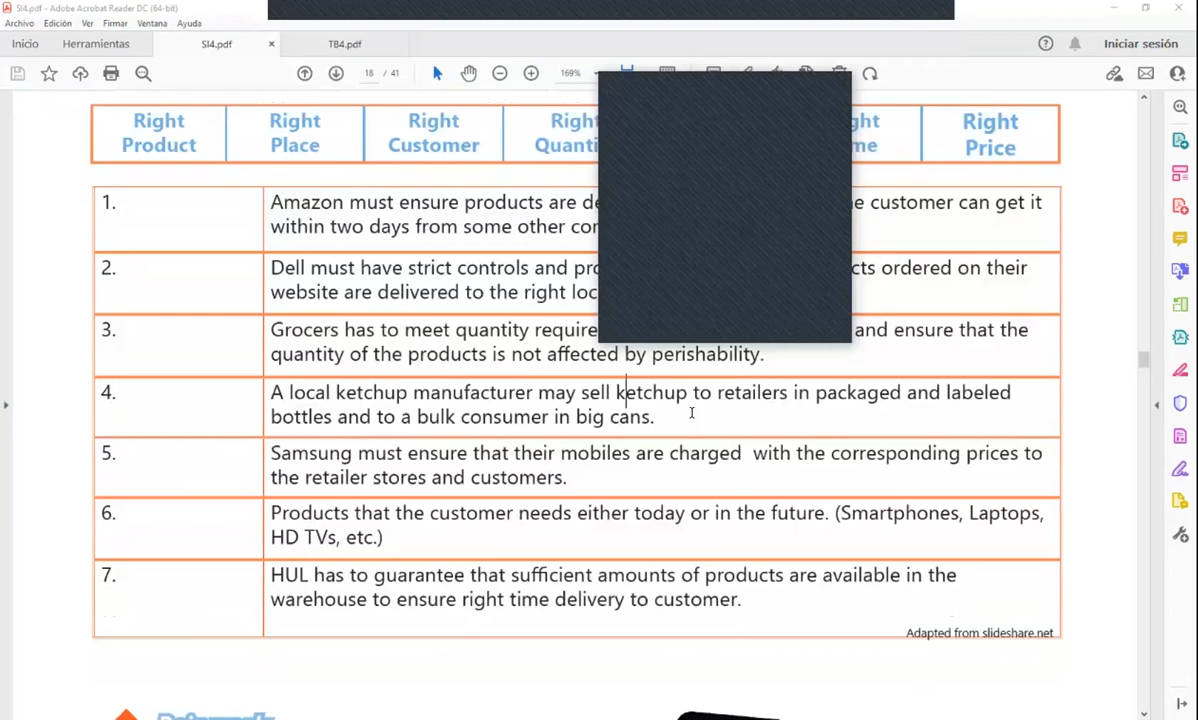 SI4.pdf - Adobe Acrobat Reader DC (64-bit)
Archivo Edición Ver Firmar Ventana Ayuda
Inicio Herramientas SI4.pdf × TB4.pdf Iniciar sesión
18 / 41 169%
Right Product
Right Place
Right Customer
Right
Right Price
1. Amazon must ensure products are e customer can get it
within two days from some other
2. Dell must have strict controls and ordered on their
website are delivered to the right
3. Grocers has to meet quantity and ensure that the
quantity of the products is not affected by perishability.
4. A local ketchup manufacturer may sell ketchup to retailers in packaged and labeled
bottles and to a bulk consumer in big cans.
5. Samsung must ensure that their mobiles are charged with the corresponding prices to
the retailer stores and customers.
6. Products that the customer needs either today or in the future. (Smartphones, Laptops,
HD TVs, etc.)
7. HUL has to guarantee that sufficient amounts of products are available in the
warehouse to ensure right time delivery to customer.
Adapted from slideshare.net